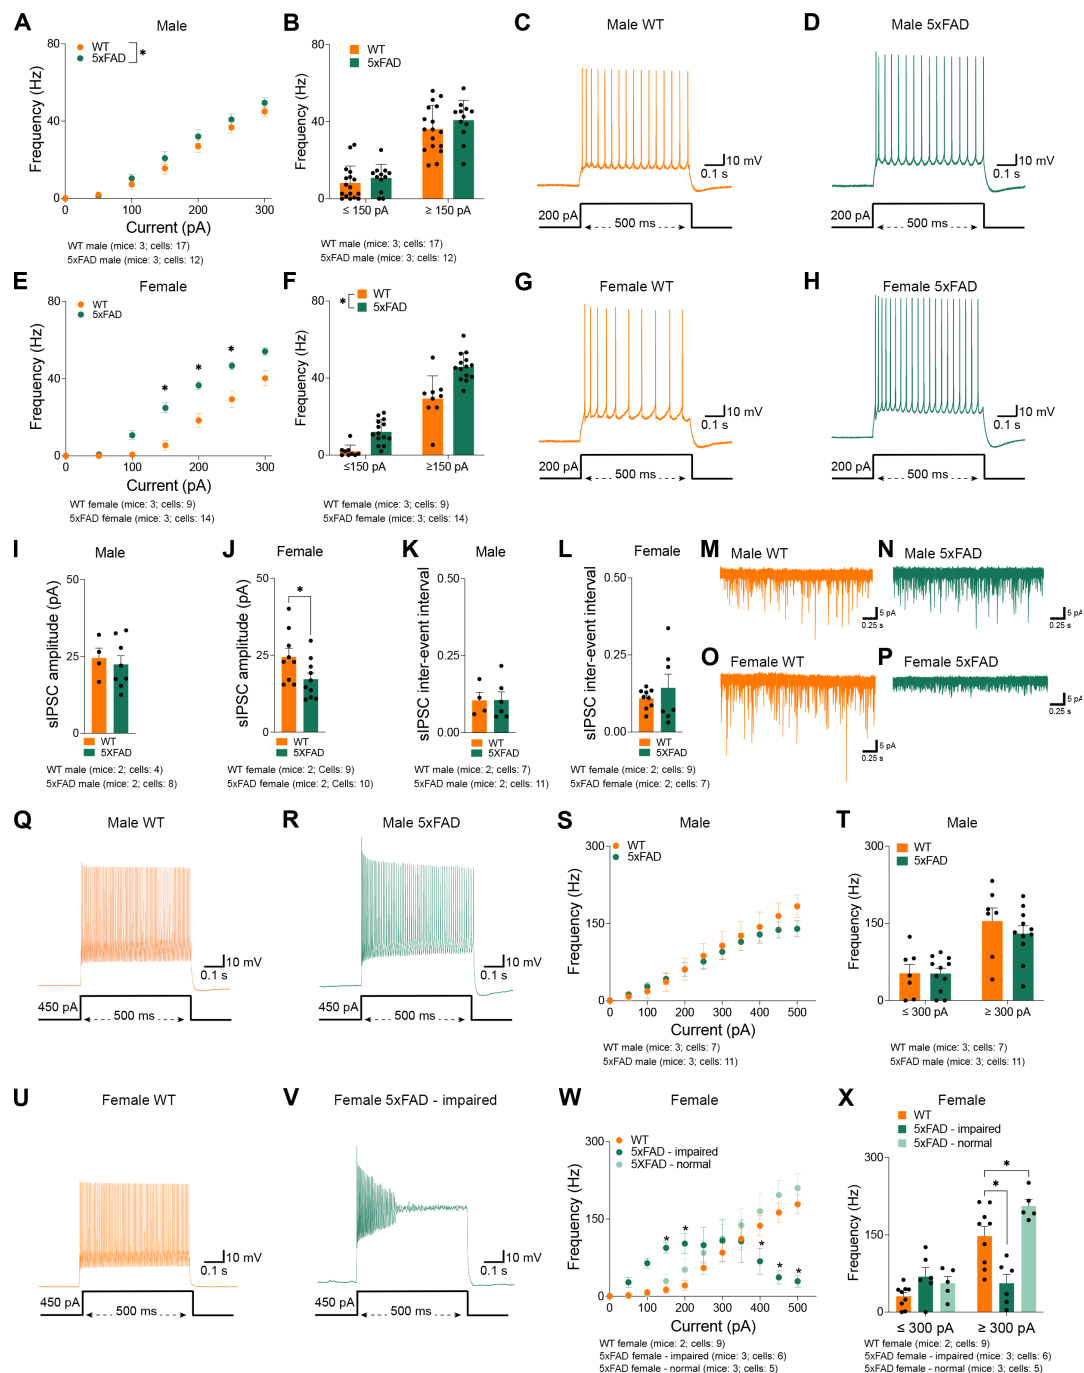 A
Male
80
40
0
Frequency (Hz)
WT
5xFAD
*
0
100
200
300
Current (pA)
WT male (mice: 3; cells: 17)
5xFAD male (mice: 3; cells: 12)
B
80
40
0
Frequency (Hz)
WT
5xFAD
≤ 150 pA
≥ 150 pA
C
Male WT
10 mV
0.1 s
200 pA
500 ms
D
Male 5xFAD
10 mV
0.1 s
200 pA
500 ms
E
Female
80
40
0
Frequency (Hz)
WT
5xFAD
*
*
*
0
100
200
300
Current (pA)
WT female (mice: 3; cells: 9)
5xFAD female (mice: 3; cells: 14)
F
80
40
0
Frequency (Hz)
*
WT
5xFAD
≤150 pA
≥150 pA
WT female (mice: 3; cells: 9)
5xFAD female (mice: 3; cells: 14)
G
Female WT
10 mV
0.1 s
200 pA
500 ms
H
Female 5xFAD
10 mV
0.1 s
200 pA
500 ms
I
Male
50
25
0
sIPSC amplitude (pA)
WT
5XFAD
WT male (mice: 2; cells: 4)
5xFAD male (mice: 2; cells: 8)
J
Female
50
25
0
sIPSC amplitude (pA)
*
WT
5XFAD
WT female (mice: 2; Cells: 9)
5xFAD female (mice: 2; Cells: 10)
K
Male
0.50
0.25
0.00
sIPSC inter-event interval
WT
5XFAD
WT male (mice: 2; cells: 7)
5xFAD male (mice: 2; cells: 11)
L
Female
0.50
0.25
0.00
sIPSC inter-event interval
WT
5XFAD
WT female (mice: 2; cells: 9)
5xFAD female (mice: 2; cells: 7)
M
Male WT
5 pA
0.25 s
N
Male 5xFAD
5 pA
0.25 s
O
Female WT
5 pA
0.25 s
P
Female 5xFAD
5 pA
0.25 s
Q
Male WT
10 mV
0.1 s
450 pA
500 ms
R
Male 5xFAD
10 mV
0.1 s
450 pA
500 ms
S
Male
300
150
0
Frequency (Hz)
WT
5xFAD
0
100
200
300
400
500
Current (pA)
WT male (mice: 3; cells: 7)
5xFAD male (mice: 3; cells: 11)
T
Male
300
150
0
Frequency (Hz)
WT
5xFAD
≤ 300 pA
≥ 300 pA
WT male (mice: 3; cells: 7)
5xFAD male (mice: 3; cells: 11)
U
Female WT
10 mV
0.1 s
450 pA
500 ms
V
Female 5xFAD - impaired
10 mV
0.1 s
450 pA
500 ms
W
Female
300
150
0
Frequency (Hz)
WT
5xFAD - impaired
5XFAD - normal
*
*
*
*
*
0
100
200
300
400
500
Current (pA)
WT female (mice: 2; cells: 9)
5xFAD female - impaired (mice: 3; cells: 6)
5xFAD female - normal (mice: 3; cells: 5)
X
Female
WT
5xFAD - impaired
5xFAD - normal
300
150
0
Frequency (Hz)
*
*
≤ 300 pA
≥ 300 pA
WT female (mice: 2; cells: 9)
5xFAD female - impaired (mice: 3; cells: 6)
5xFAD female - normal (mice: 3; cells: 5)